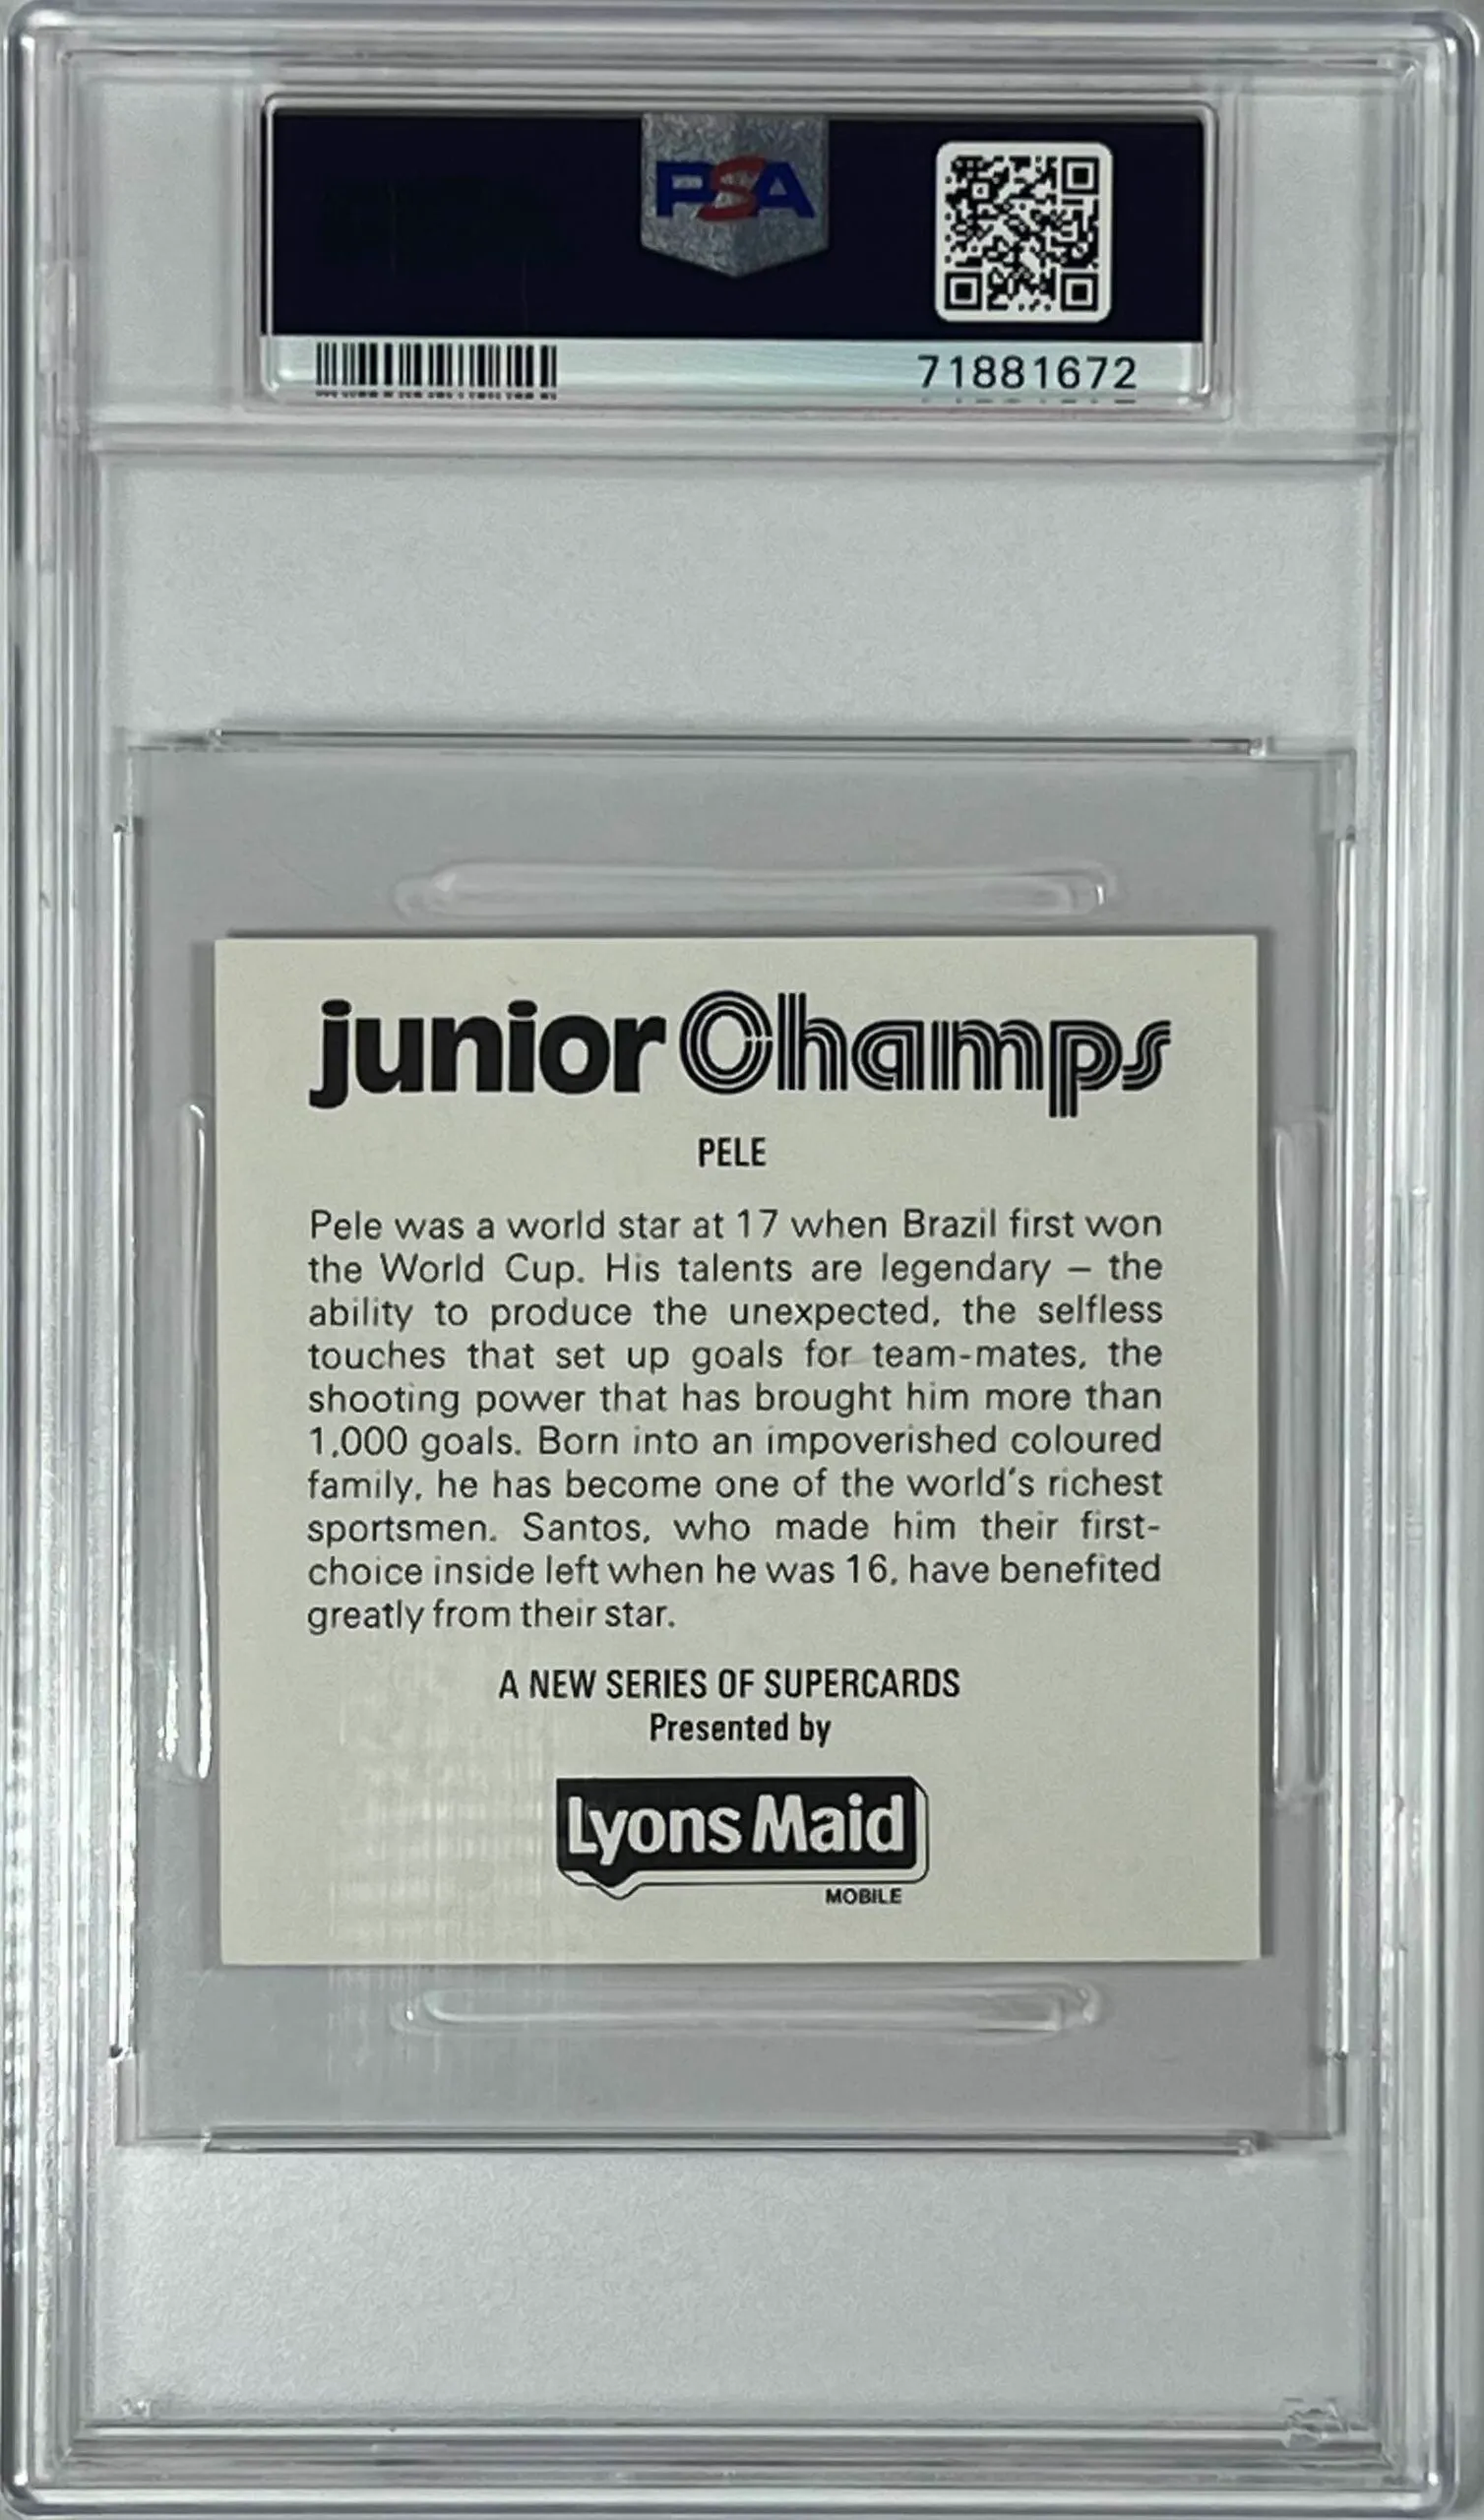 PSA
71881672
junior Champs
PELE
Pele was a world star at 17 when Brazil first won
the World Cup. His talents are legendary – the
ability to produce the unexpected, the selfless
touches that set up goals for team-mates, the
shooting power that has brought him more than
1,000 goals. Born into an impoverished coloured
family, he has become one of the world's richest
sportsmen. Santos, who made him their first-
choice inside left when he was 16, have benefited
greatly from their star.
A NEW SERIES OF SUPERCARDS
Presented by
Lyons Maid
MOBILE